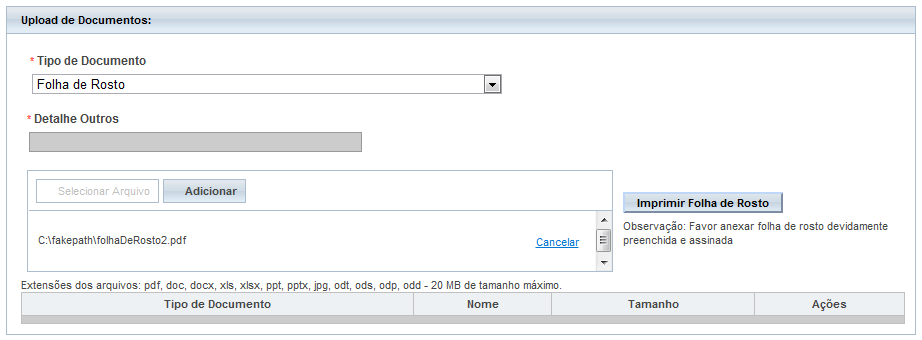 Upload de Documentos:
* Tipo de Documento
Folha de Rosto
* Detalhe Outros
Selecionar Arquivo
Adicionar
C:\fakepath\folhaDeRosto2.pdf
Cancelar
Imprimir Folha de Rosto
Observação: Favor anexar folha de rosto devidamente
preenchida e assinada
Extensões dos arquivos: pdf, doc, docx, xls, xlsx, ppt, pptx, jpg, odt, ods, odp, odd - 20 MB de tamanho máximo.
Tipo de Documento Nome Tamanho Ações